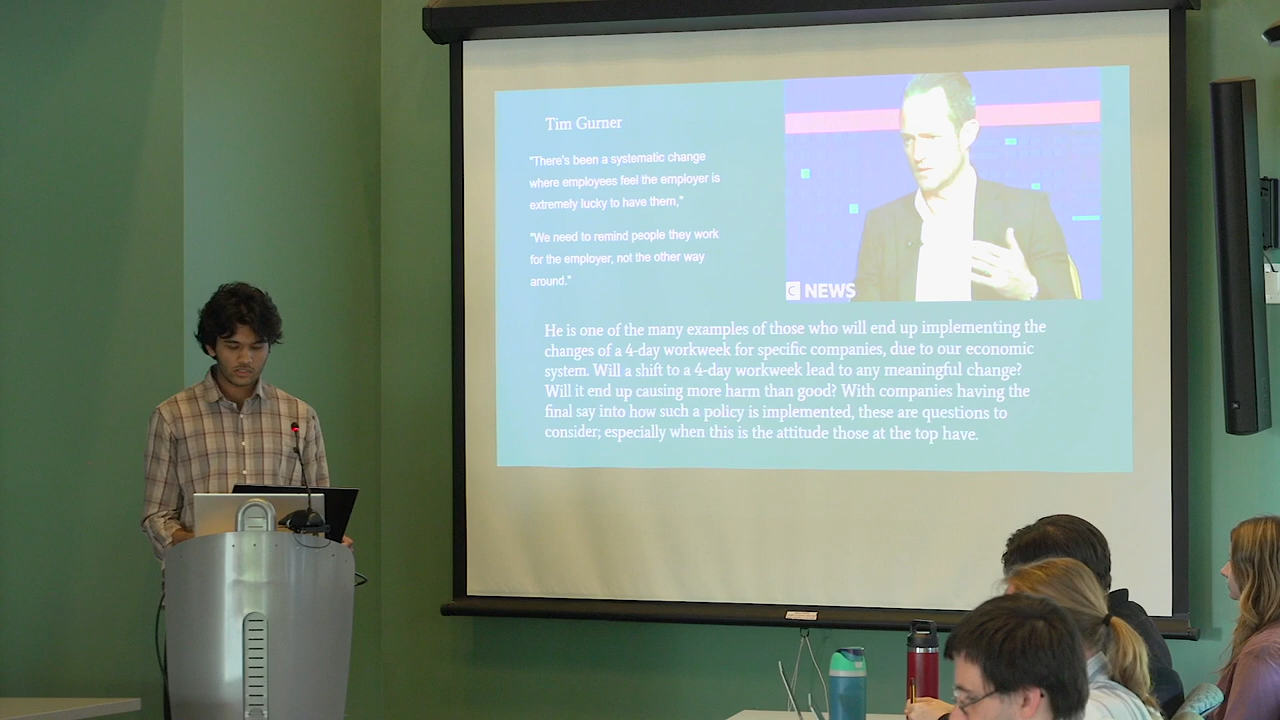 Tim Gurner
"There's been a systematic change
where employees feel the employer is
extremely lucky to have them,"
"We need to remind people they work
for the employer, not the other way
around."
C NEWS
He is one of the many examples of those who will end up implementing the
changes of a 4-day workweek for specific companies, due to our economic
system. Will a shift to a 4-day workweek lead to any meaningful change?
Will it end up causing more harm than good? With companies having the
final say into how such a policy is implemented, these are questions to
consider; especially when this is the attitude those at the top have.